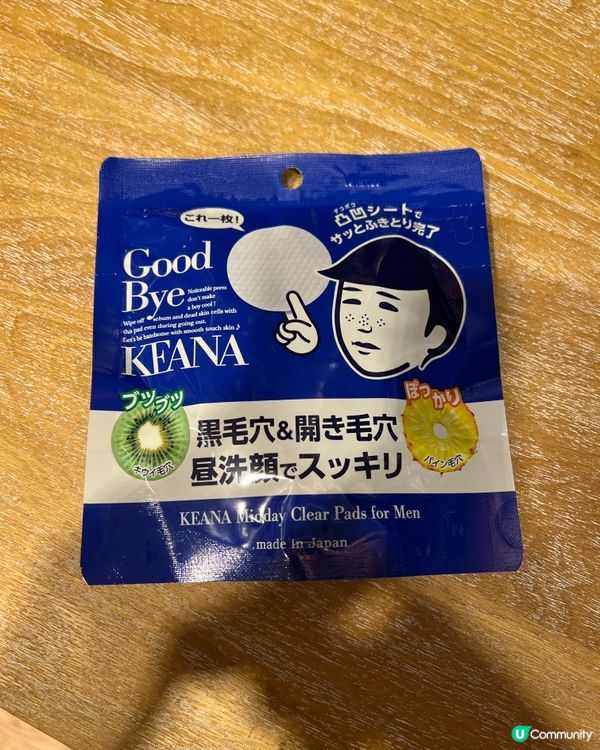 これ一枚!
デコボコ
凸凹シートで
サッとふきとり完了
Good
Bye
KEANA
Noticeable pores
don't make
a boy cool!
Wipe off sebum and dead skin cells with
this pad even during going out.
Let's be handsome with smooth touch skin♪
ブツブツ
キウイ毛穴
黒毛穴&開き毛穴
昼洗顔でスッキリ
ぽっかり
パイン毛穴
KEANA Midday Clear Pads for Men
made in Japan
U Community